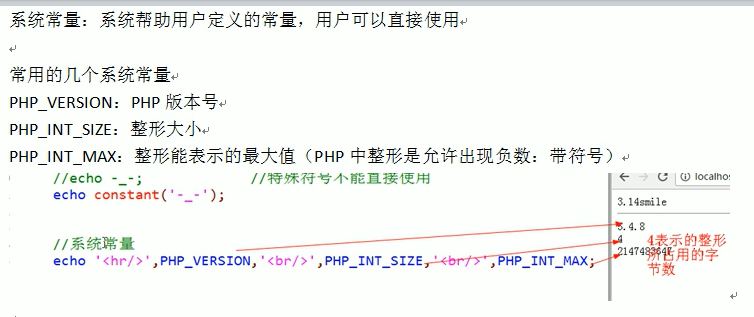 系统常量：系统帮助用户定义的常量，用户可以直接使用
常用的几个系统常量
PHP_VERSION：PHP 版本号
PHP_INT_SIZE：整形大小
PHP_INT_MAX：整形能表示的最大值（PHP 中整形是允许出现负数：带符号）
//echo -_-; //特殊符号不能直接使用
echo constant('-_-');
//系统常量
echo '<hr/>',PHP_VERSION,'<br/>',PHP_INT_SIZE,'<br/>',PHP_INT_MAX;
localhos
3.14smile
5.4.8
4
2147483647
4表示的整形
所占用的字
节数